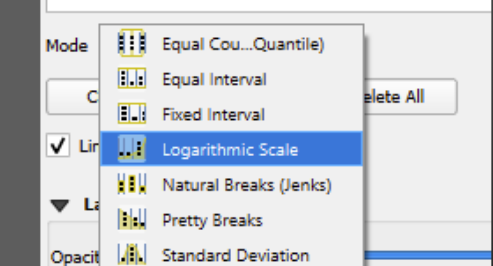 Mode
Equal Cou...Quantile)
Equal Interval
C
elete All
Fixed Interval
Lin
Logarithmic Scale
Natural Breaks (Jenks)
La
Pretty Breaks
Opacit
Standard Deviation